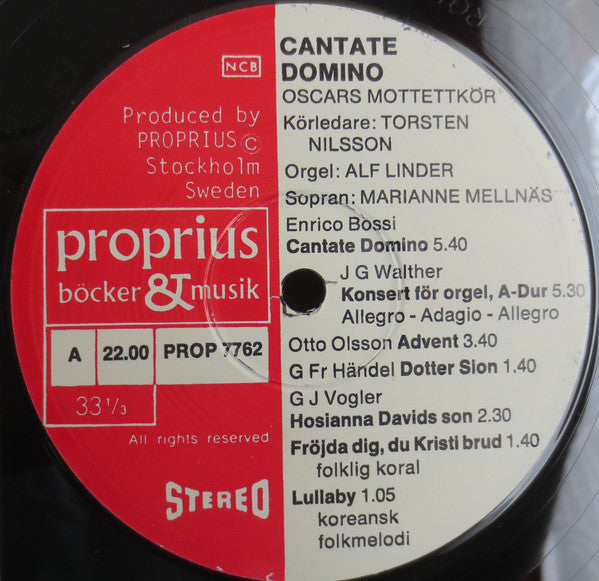 NCB
Produced by
PROPRIUS ©
Stockholm
Sweden
proprius
böcker & musik
A 22.00 PROP 7762
33 1/3
All rights reserved
STEREO
CANTATE
DOMINO
OSCARS MOTTETTKÖR
Körledare: TORSTEN
NILSSON
Orgel: ALF LINDER
Sopran: MARIANNE MELLNÄS
Enrico Bossi
Cantate Domino 5.40
J G Walther
Konsert för orgel, A-Dur 5.30
Allegro - Adagio - Allegro
Otto Olsson Advent 3.40
G Fr Händel Dotter Sion 1.40
G J Vogler
Hosianna Davids son 2.30
Fröjda dig, du Kristi brud 1.40
folklig koral
Lullaby 1.05
koreansk
folkmelodi